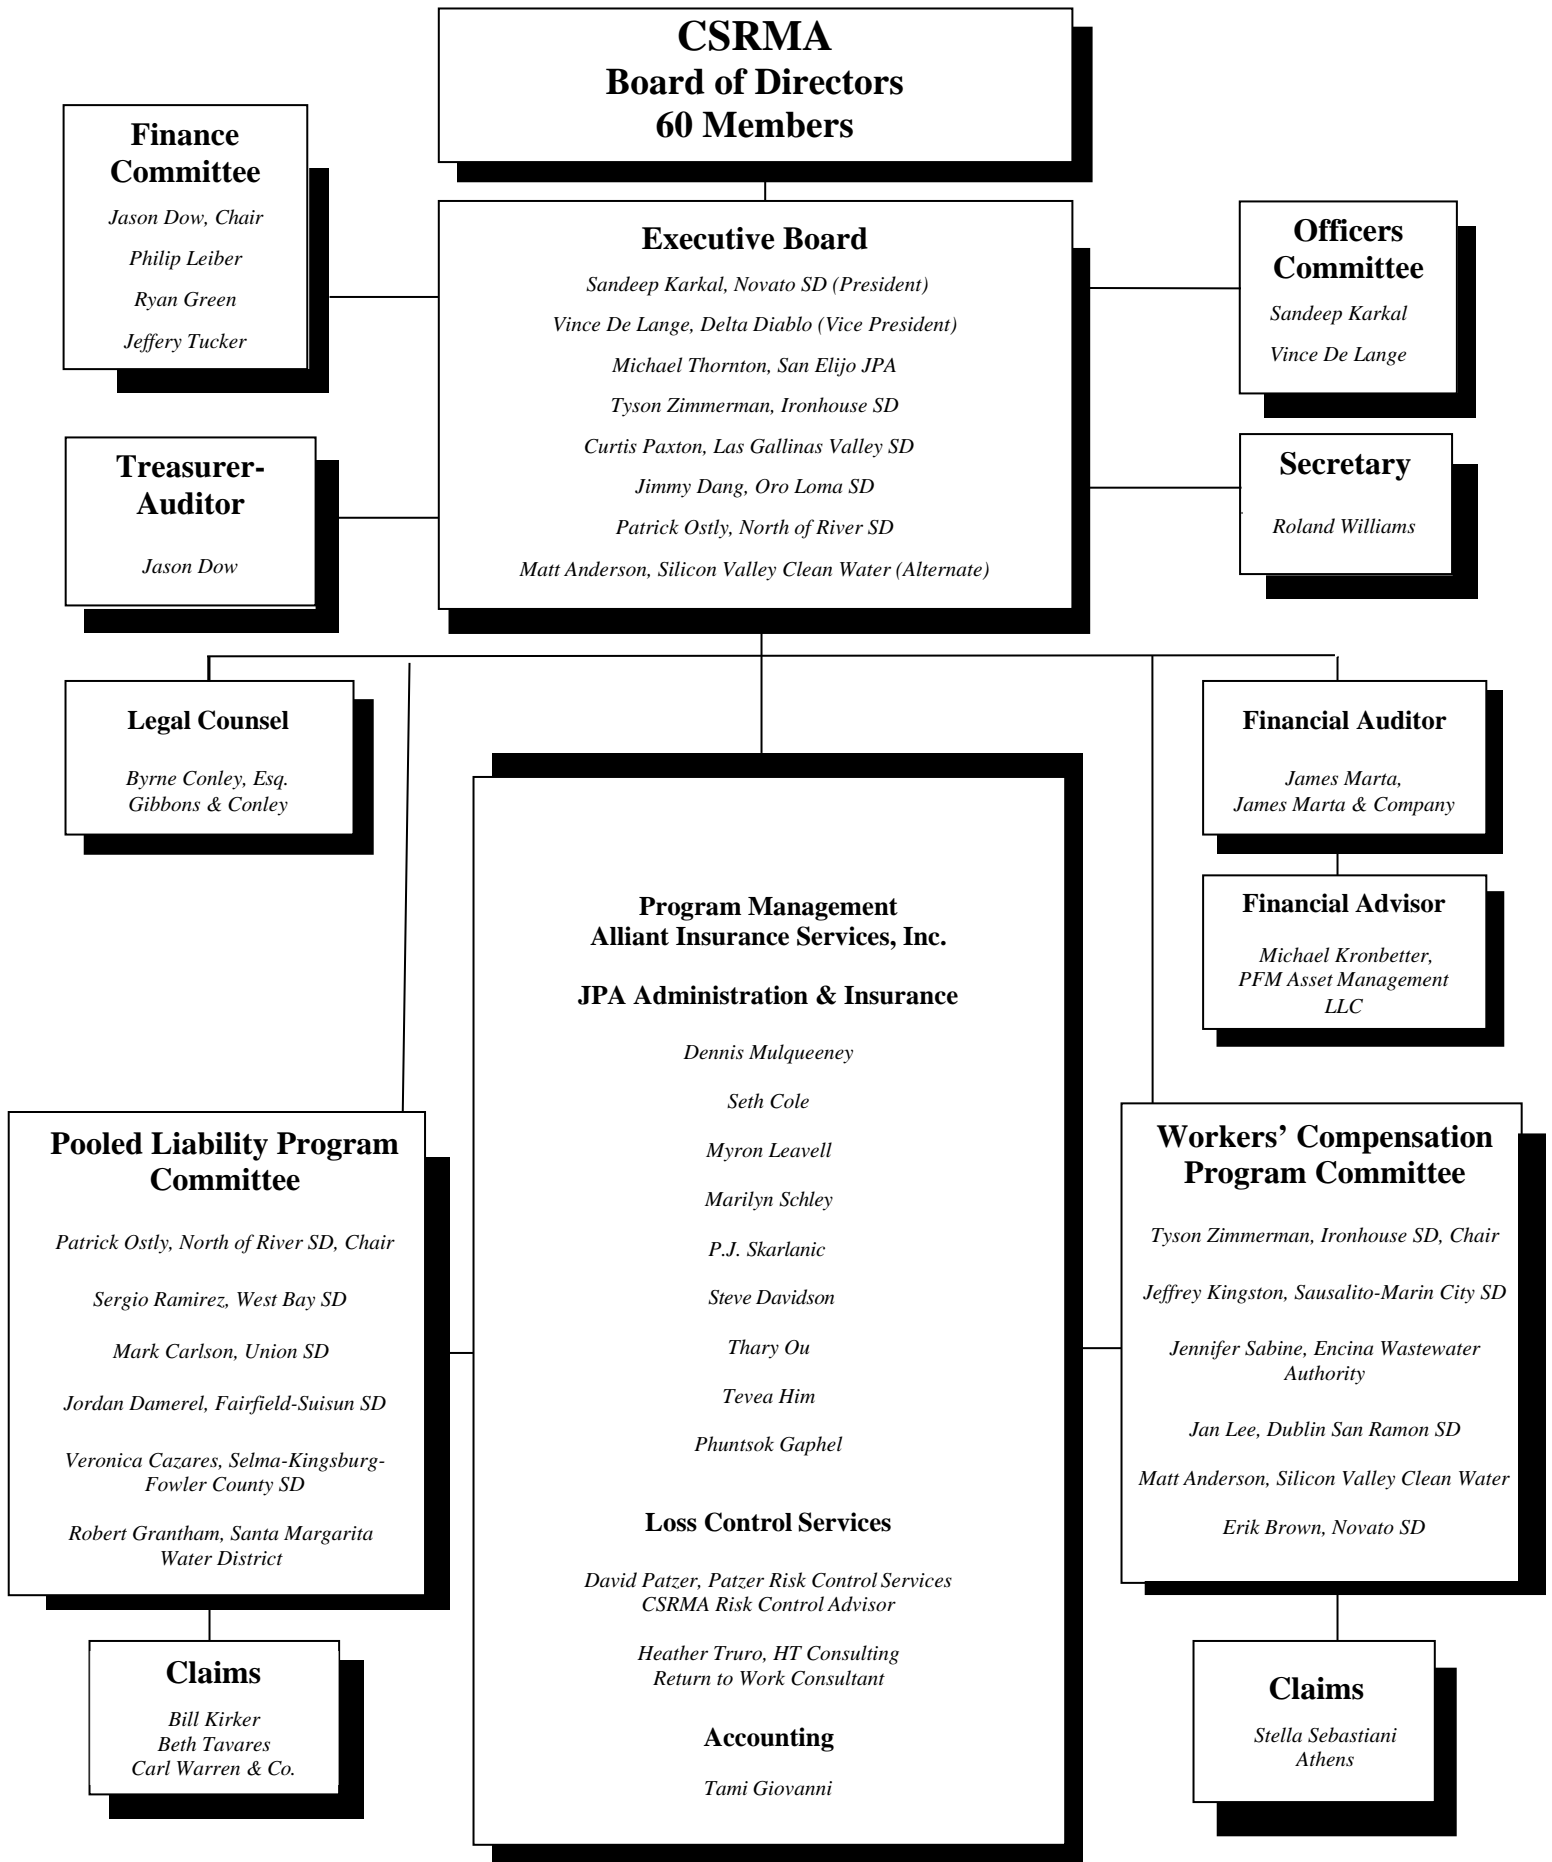 CSRMA
Board of Directors
60 Members
Finance
Committee
Jason Dow, Chair
Philip Leiber
Ryan Green
Jeffery Tucker
Executive Board
Sandeep Karkal, Novato SD (President)
Vince De Lange, Delta Diablo (Vice President)
Michael Thornton, San Elijo JPA
Tyson Zimmerman, Ironhouse SD
Curtis Paxton, Las Gallinas Valley SD
Jimmy Dang, Oro Loma SD
Patrick Ostly, North of River SD
Matt Anderson, Silicon Valley Clean Water (Alternate)
Officers
Committee
Sandeep Karkal
Vince De Lange
Treasurer-
Auditor
Jason Dow
Secretary
Roland Williams
Legal Counsel
Byrne Conley, Esq.
Gibbons & Conley
Financial Auditor
James Marta,
James Marta & Company
Financial Advisor
Michael Kronbetter,
PFM Asset Management
LLC
Program Management
Alliant Insurance Services, Inc.
JPA Administration & Insurance
Dennis Mulqueeney
Seth Cole
Myron Leavell
Marilyn Schley
P.J. Skarlanic
Steve Davidson
Thary Ou
Tevea Him
Phuntsok Gaphel
Loss Control Services
David Patzer, Patzer Risk Control Services
CSRMA Risk Control Advisor
Heather Truro, HT Consulting
Return to Work Consultant
Accounting
Tami Giovanni
Pooled Liability Program
Committee
Patrick Ostly, North of River SD, Chair
Sergio Ramirez, West Bay SD
Mark Carlson, Union SD
Jordan Damerel, Fairfield-Suisun SD
Veronica Cazares, Selma-Kingsburg-
Fowler County SD
Robert Grantham, Santa Margarita
Water District
Workers’ Compensation
Program Committee
Tyson Zimmerman, Ironhouse SD, Chair
Jeffrey Kingston, Sausalito-Marin City SD
Jennifer Sabine, Encina Wastewater
Authority
Jan Lee, Dublin San Ramon SD
Matt Anderson, Silicon Valley Clean Water
Erik Brown, Novato SD
Claims
Bill Kirker
Beth Tavares
Carl Warren & Co.
Claims
Stella Sebastiani
Athens